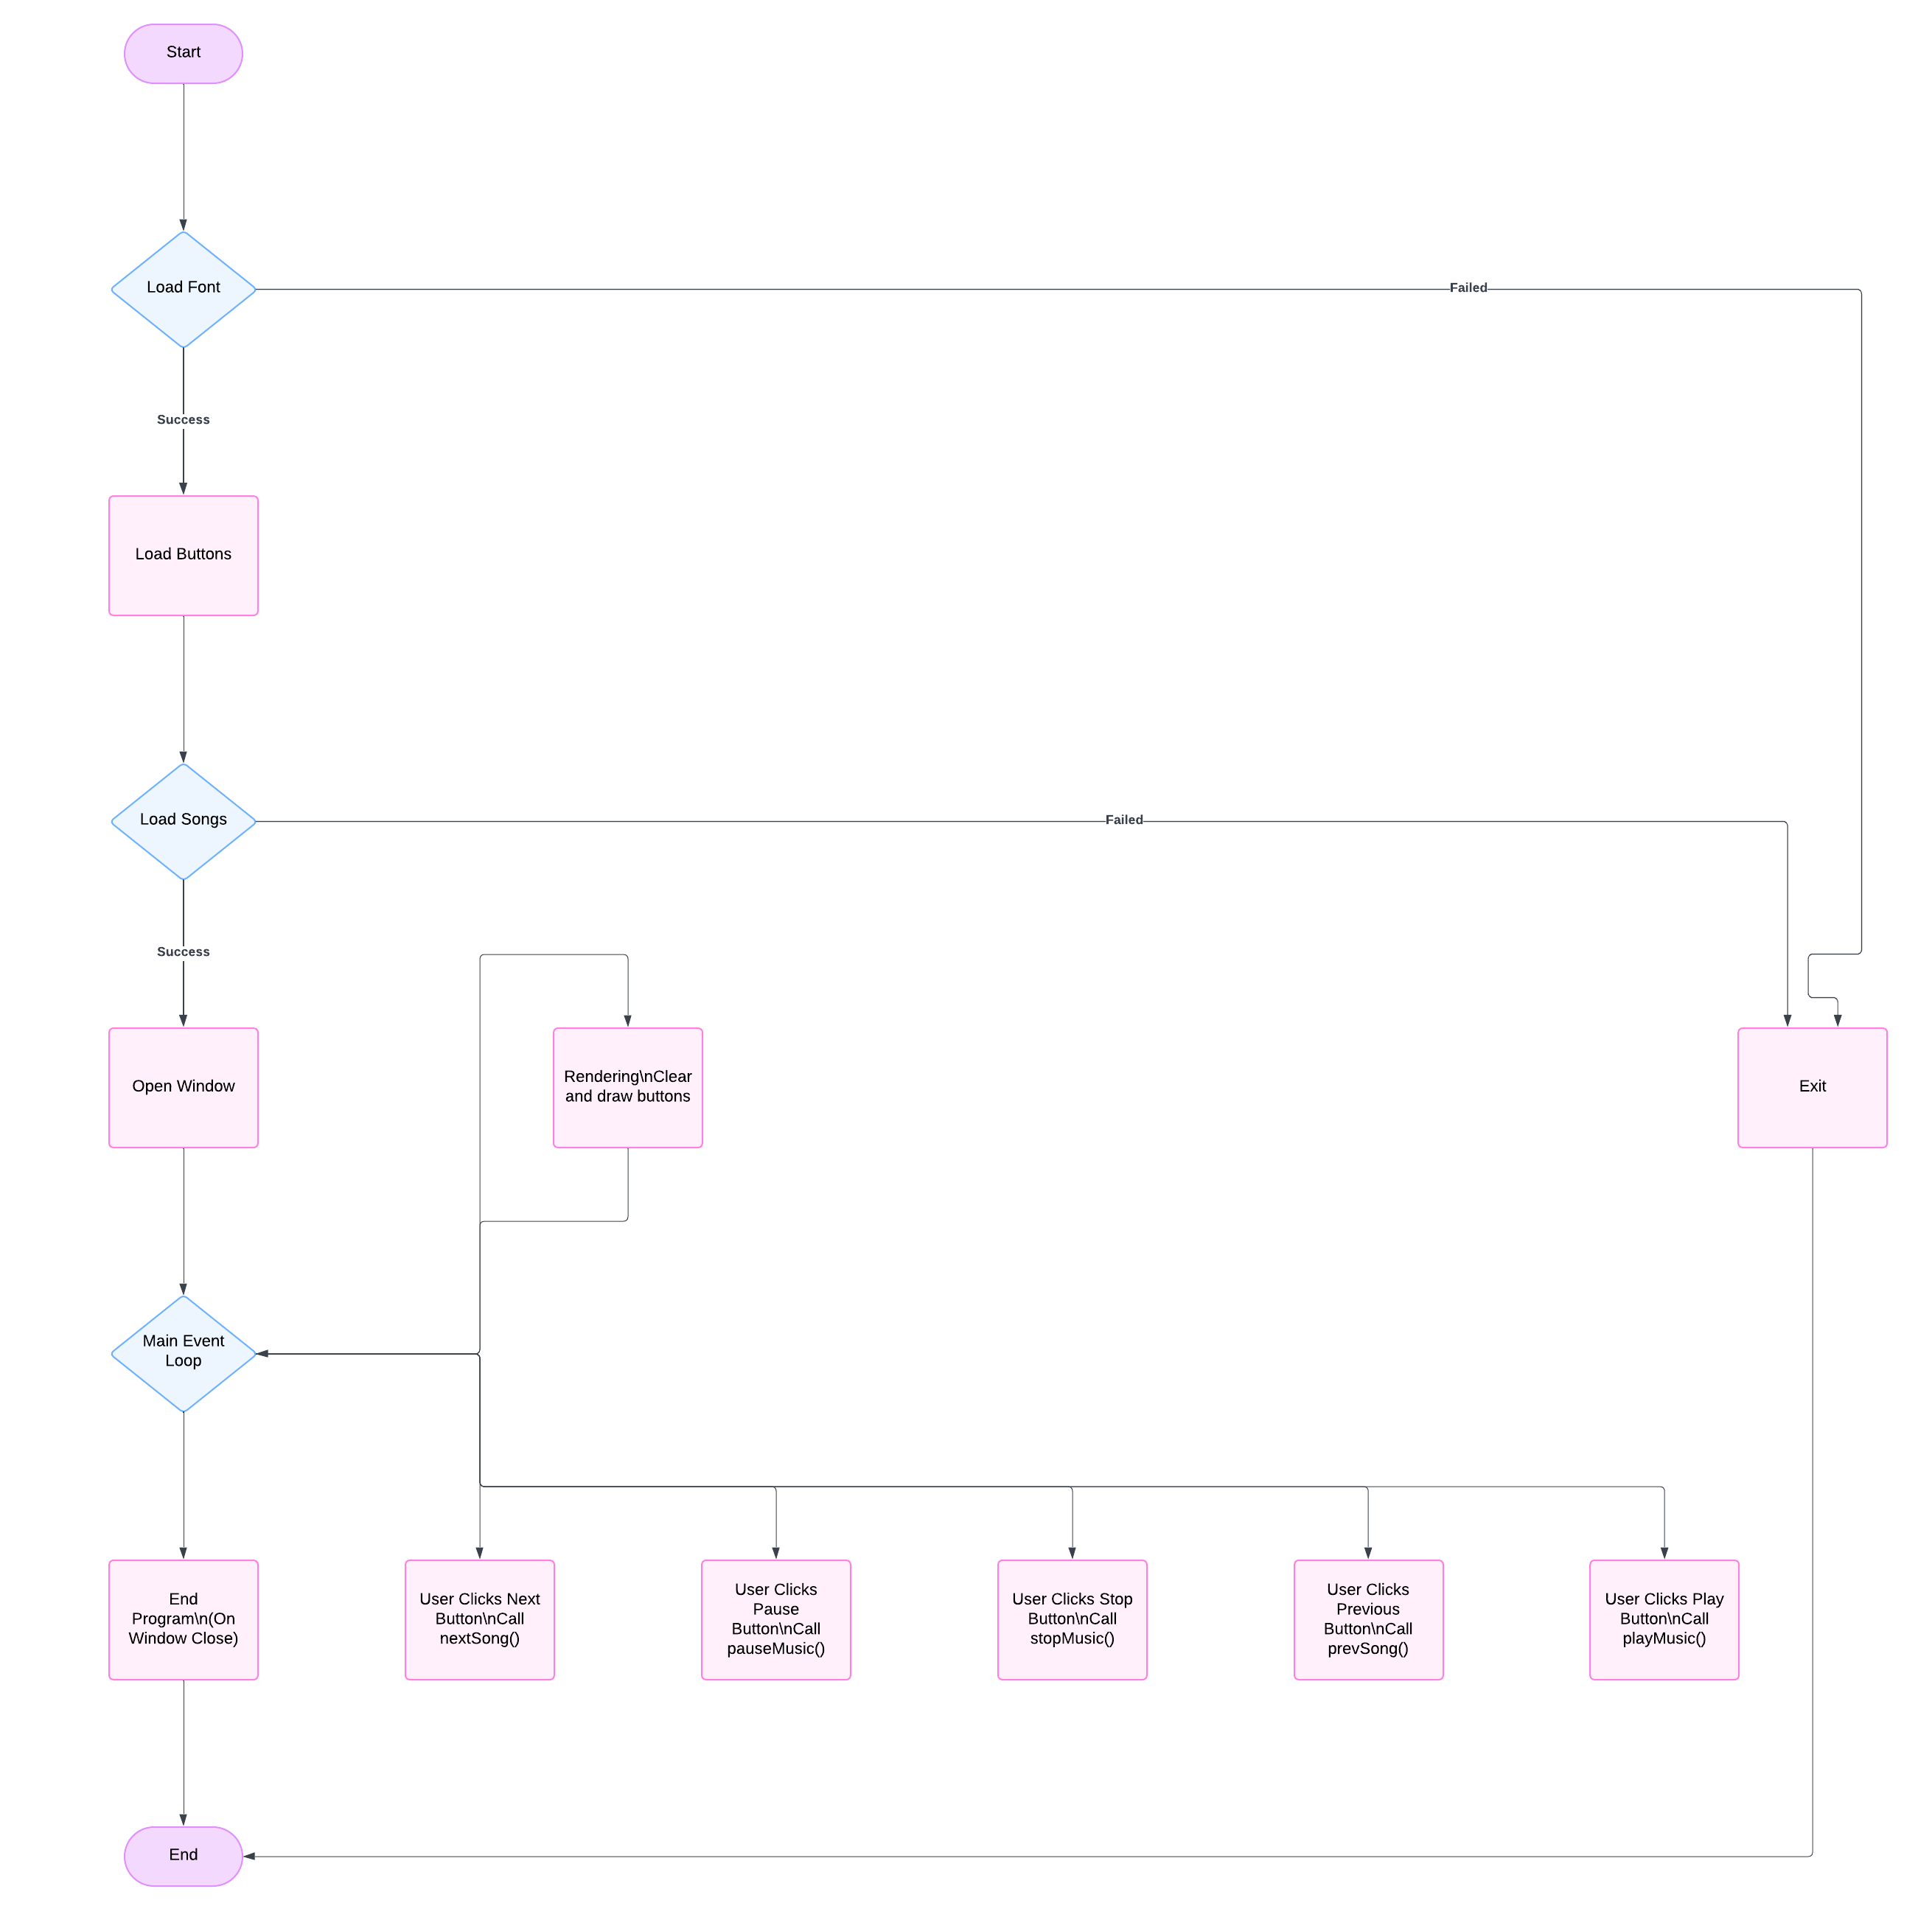 Start
Load Font
Failed
Success
Load Buttons
Load Songs
Failed
Success
Open Window
Rendering\nClear
and draw buttons
Exit
Main Event
Loop
End
Program\n(On
Window Close)
User Clicks Next
Button\nCall
nextSong()
User Clicks
Pause
Button\nCall
pauseMusic()
User Clicks Stop
Button\nCall
stopMusic()
User Clicks
Previous
Button\nCall
prevSong()
User Clicks Play
Button\nCall
playMusic()
End